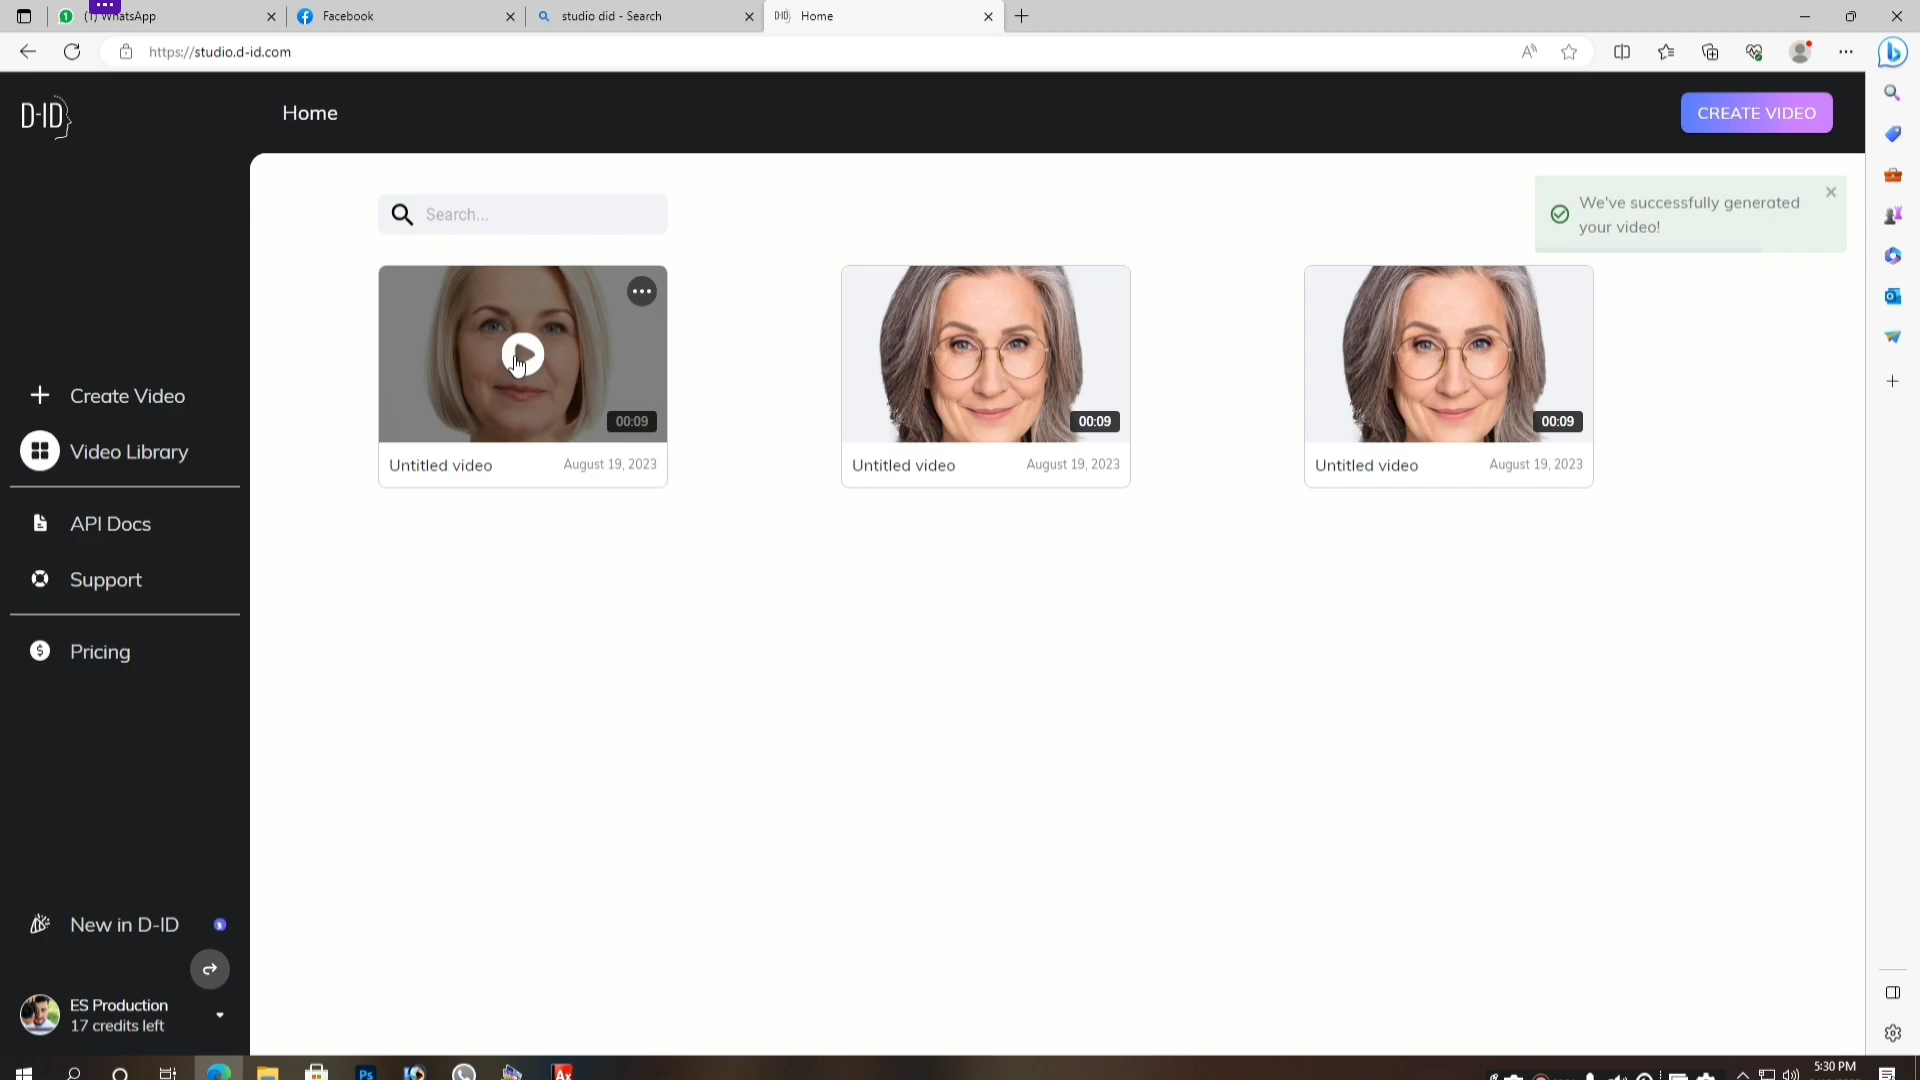 (1) WhatsApp
Facebook
studio did - Search
D-ID Home
https://studio.d-id.com
D-ID
Home
CREATE VIDEO
Search...
We've successfully generated
your video!
00:09
00:09
00:09
Untitled video
August 19, 2023
Untitled video
August 19, 2023
Untitled video
August 19, 2023
Create Video
Video Library
API Docs
Support
Pricing
New in D-ID
ES Production
17 credits left
Ps
5:30 PM